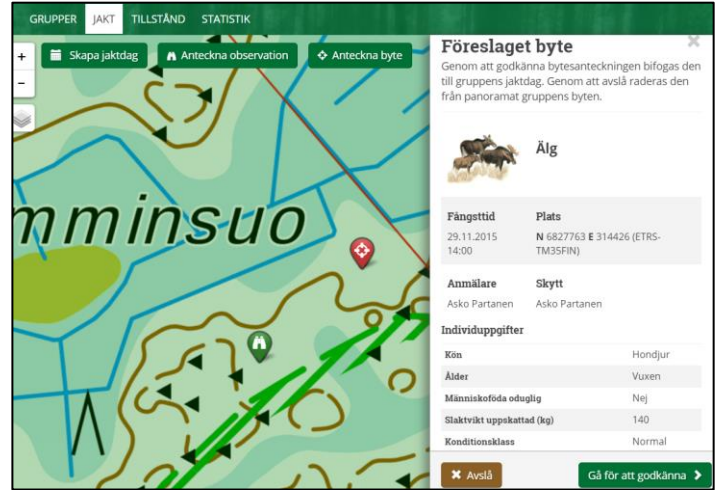 GRUPPER JAKT TILLSTÅND STATISTIK
+
-
Skapa jaktdag
Anteckna observation
Anteckna byte
mminsuo
Föreslaget byte
Genom att godkänna bytesanteckningen bifogas den
till gruppens jaktdag. Genom att avslå raderas den
från panoramat gruppens byten.
Älg
Fångsttid Plats
29.11.2015 N 6827763 E 314426 (ETRS-
14:00 TM35FIN)
Anmälare Skytt
Asko Partanen Asko Partanen
Individuppgifter
Kön Hondjur
Ålder Vuxen
Människoföda oduglig Nej
Slaktvikt uppskattad (kg) 140
Konditionsklass Normal
Avslå
Gå för att godkänna